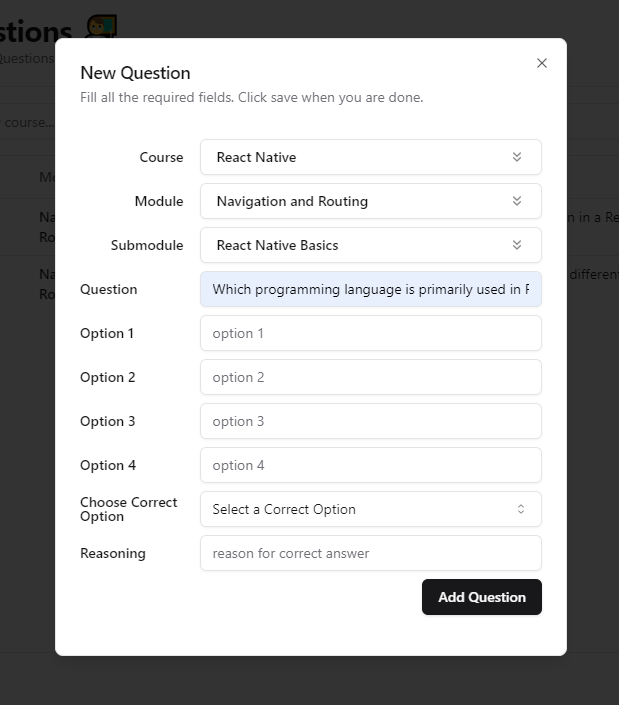 stions
Questions
course...
New Question
Fill all the required fields. Click save when you are done.
Course React Native
Module Navigation and Routing
Submodule React Native Basics
Question Which programming language is primarily used in
Option 1 option 1
Option 2 option 2
Option 3 option 3
Option 4 option 4
Choose Correct
Option Select a Correct Option
Reasoning reason for correct answer
Add Question
Na
Ro
n in a Re
Na
Ro
differen